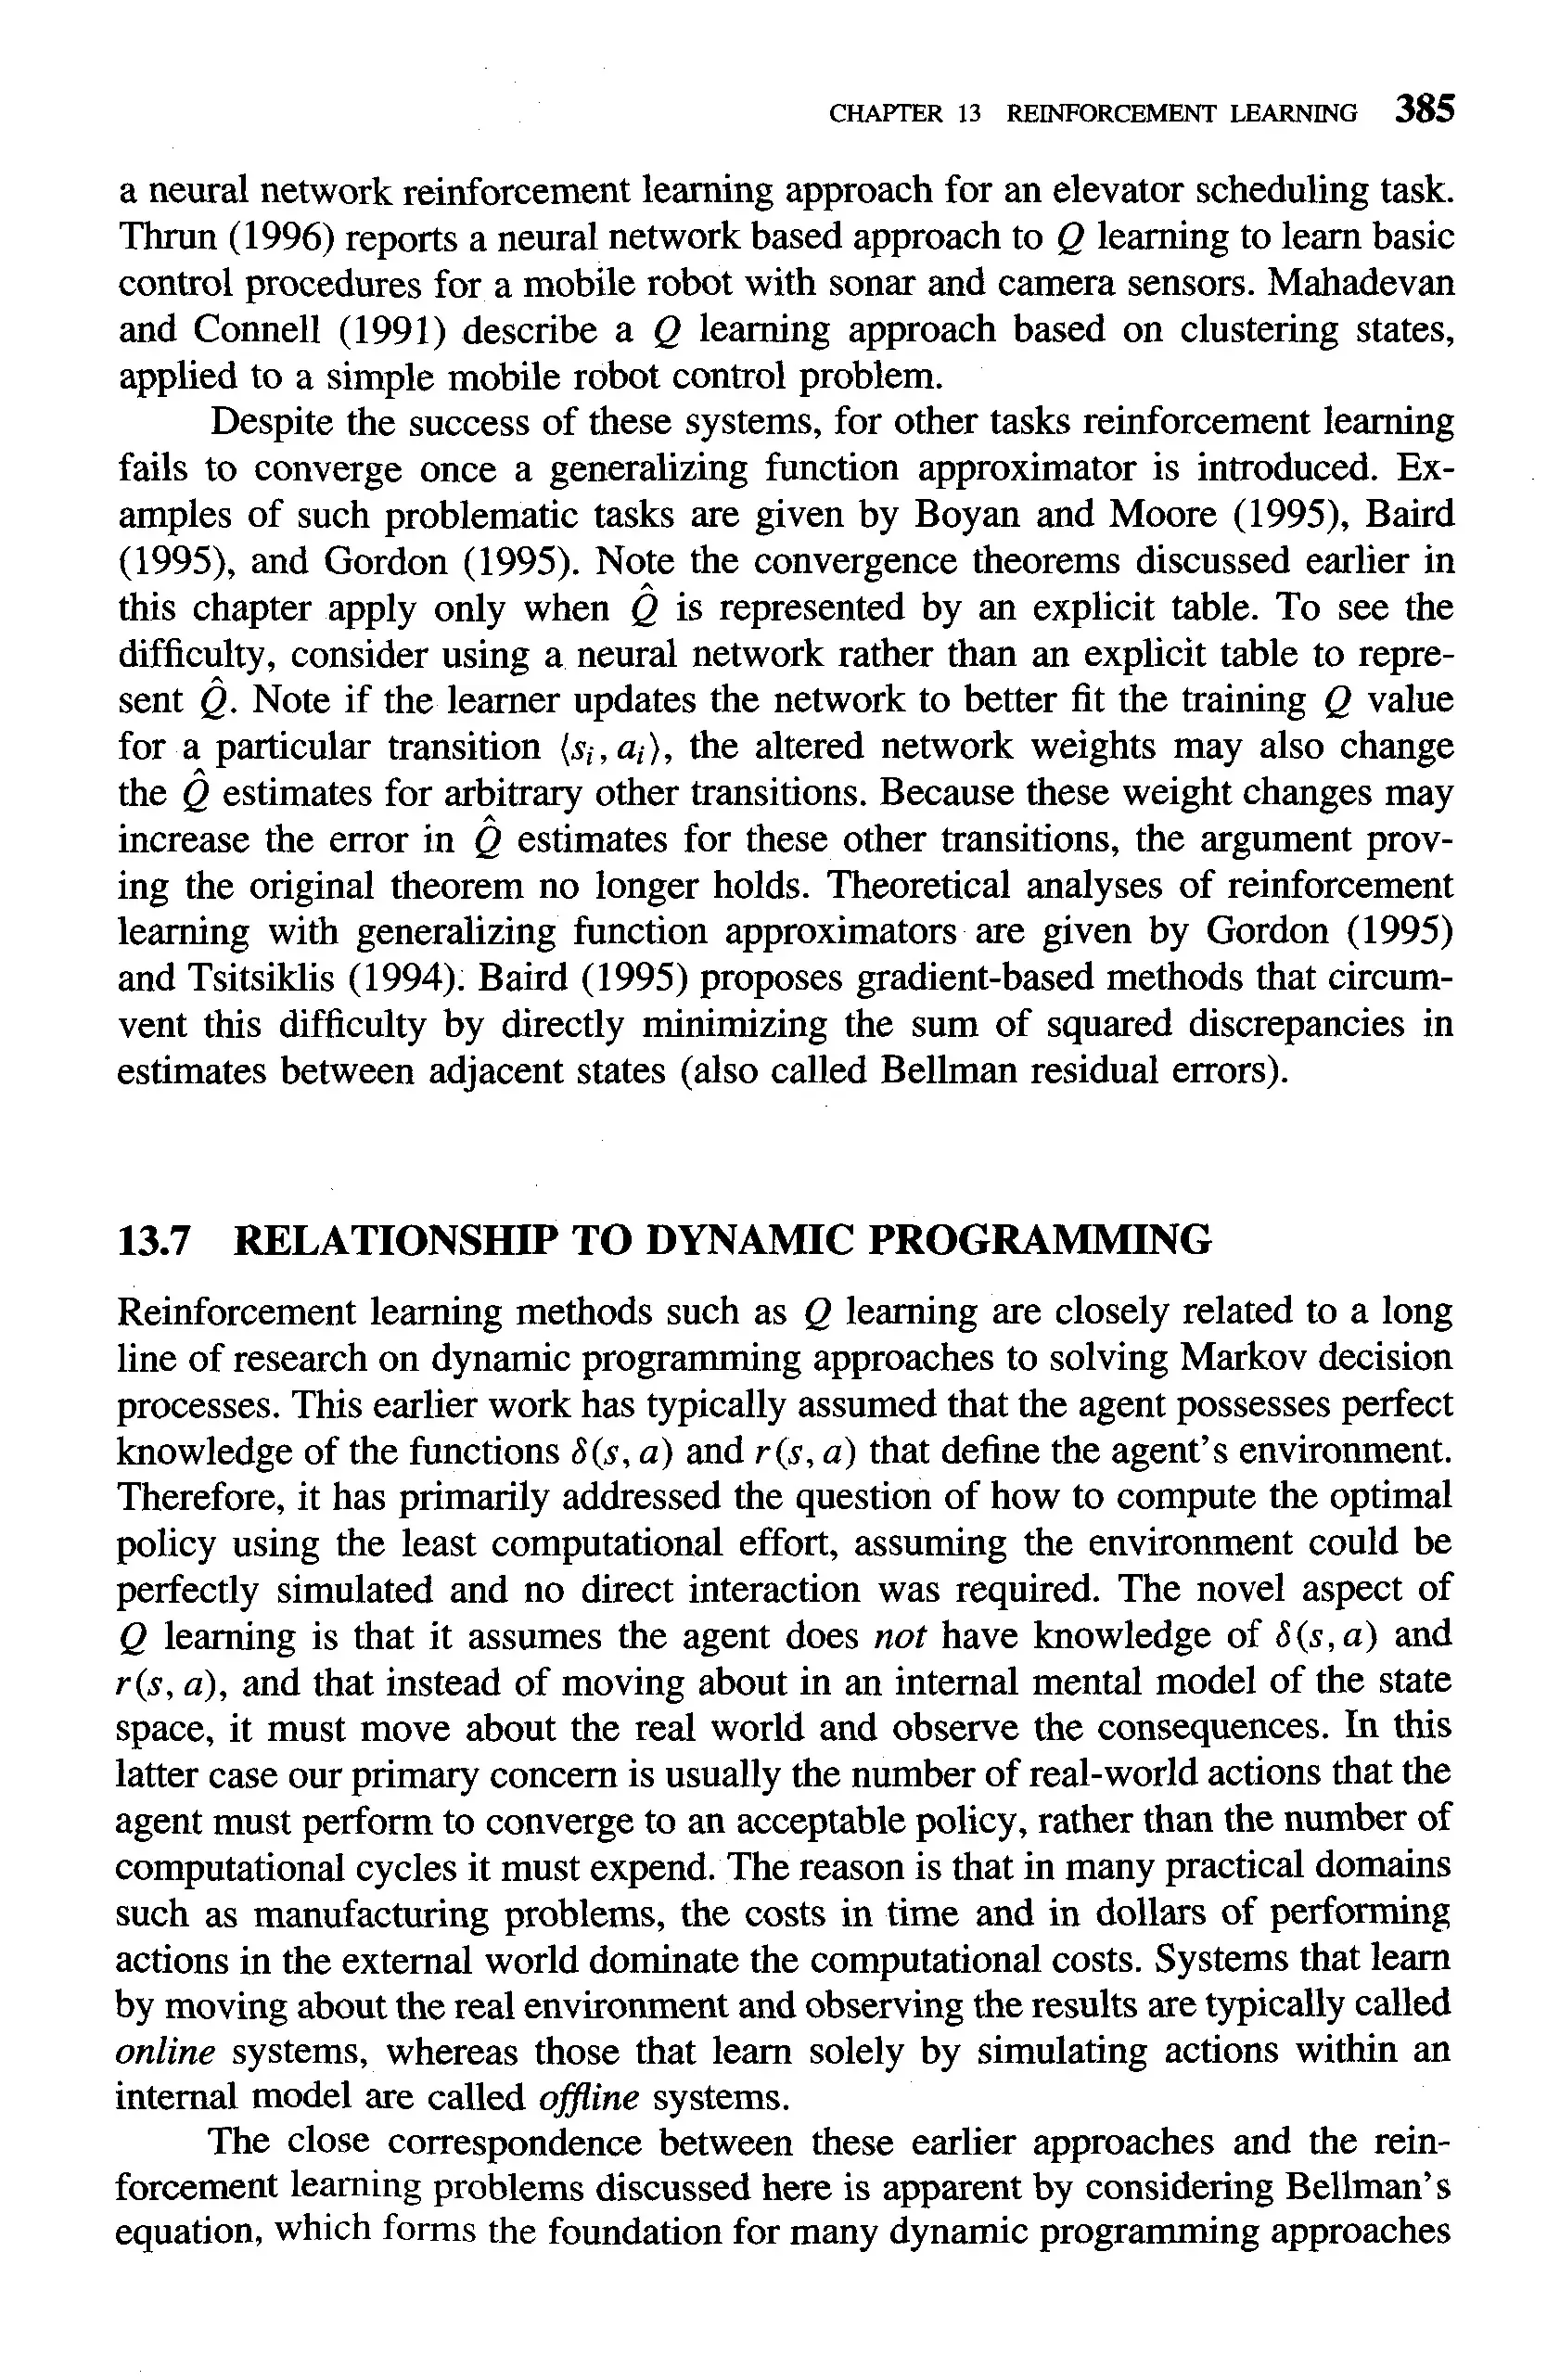 CHAPTER 13 REINFORCEMENT LEARNING 385
a neural network reinforcement learning approach for an elevator scheduling task.
Thrun (1996) reports a neural network based approach to Q learning to learn basic
control procedures for a mobile robot with sonar and camera sensors. Mahadevan
and Connell (1991) describe a Q learning approach based on clustering states,
applied to a simple mobile robot control problem.
Despite the success of these systems, for other tasks reinforcement learning
fails to converge once a generalizing function approximator is introduced. Ex-
amples of such problematic tasks are given by Boyan and Moore (1995), Baird
(1995), and Gordon (1995). Note the convergence theorems discussed earlier in
this chapter apply only when Q̂ is represented by an explicit table. To see the
difficulty, consider using a neural network rather than an explicit table to repre-
sent Q̂. Note if the learner updates the network to better fit the training Q value
for a particular transition ⟨sᵢ, aᵢ⟩, the altered network weights may also change
the Q̂ estimates for arbitrary other transitions. Because these weight changes may
increase the error in Q̂ estimates for these other transitions, the argument prov-
ing the original theorem no longer holds. Theoretical analyses of reinforcement
learning with generalizing function approximators are given by Gordon (1995)
and Tsitsiklis (1994). Baird (1995) proposes gradient-based methods that circum-
vent this difficulty by directly minimizing the sum of squared discrepancies in
estimates between adjacent states (also called Bellman residual errors).
13.7 RELATIONSHIP TO DYNAMIC PROGRAMMING
Reinforcement learning methods such as Q learning are closely related to a long
line of research on dynamic programming approaches to solving Markov decision
processes. This earlier work has typically assumed that the agent possesses perfect
knowledge of the functions δ(s, a) and r(s, a) that define the agent's environment.
Therefore, it has primarily addressed the question of how to compute the optimal
policy using the least computational effort, assuming the environment could be
perfectly simulated and no direct interaction was required. The novel aspect of
Q learning is that it assumes the agent does not have knowledge of δ(s, a) and
r(s, a), and that instead of moving about in an internal mental model of the state
space, it must move about the real world and observe the consequences. In this
latter case our primary concern is usually the number of real-world actions that the
agent must perform to converge to an acceptable policy, rather than the number of
computational cycles it must expend. The reason is that in many practical domains
such as manufacturing problems, the costs in time and in dollars of performing
actions in the external world dominate the computational costs. Systems that learn
by moving about the real environment and observing the results are typically called
online systems, whereas those that learn solely by simulating actions within an
internal model are called offline systems.
The close correspondence between these earlier approaches and the rein-
forcement learning problems discussed here is apparent by considering Bellman's
equation, which forms the foundation for many dynamic programming approaches